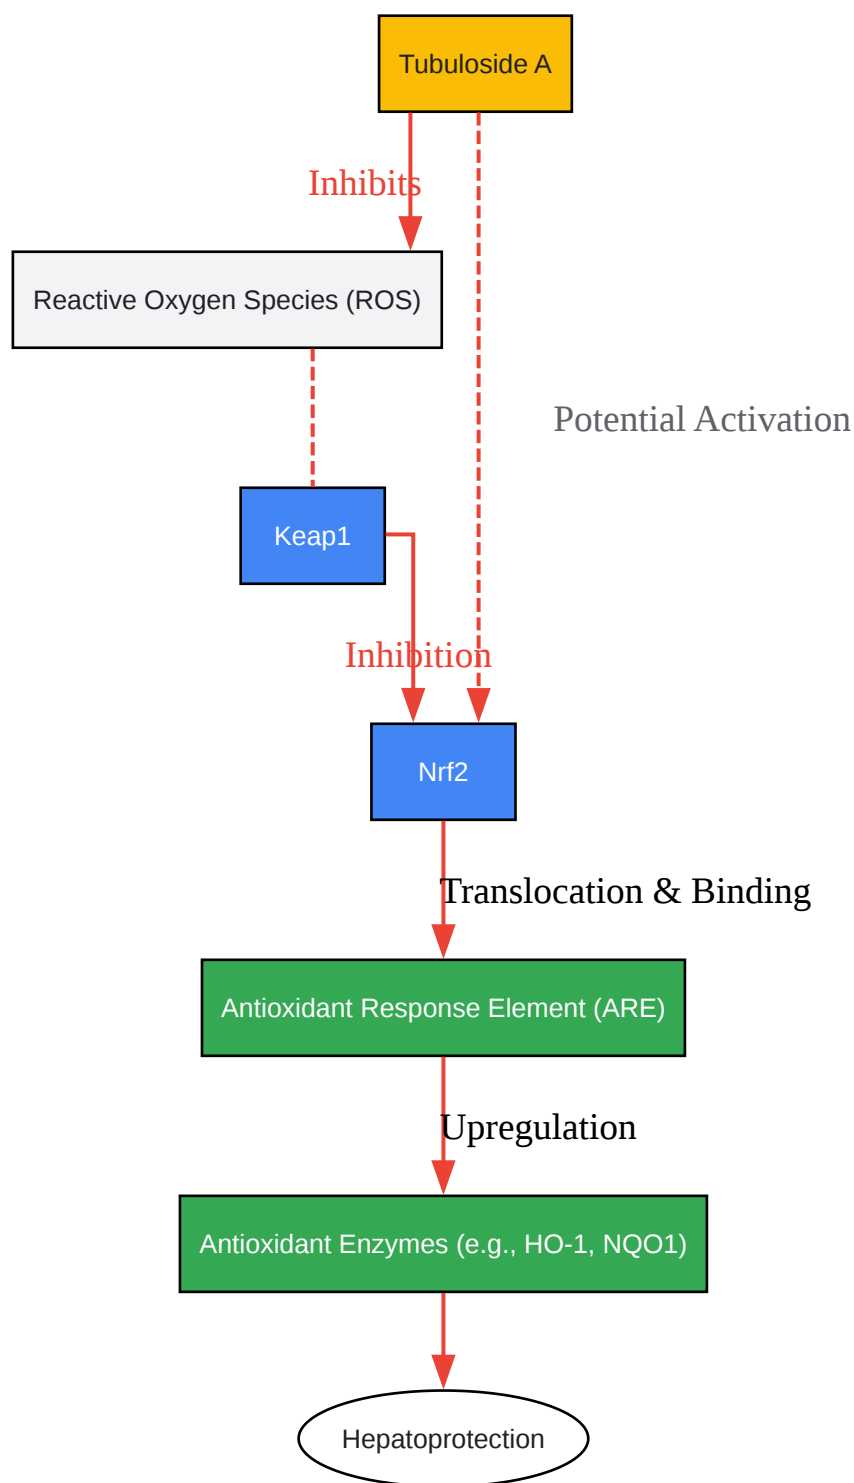 Tubuloside A
Inhibits
Reactive Oxygen Species (ROS)
Potential Activation
Keap1
Inhibition
Nrf2
Translocation & Binding
Antioxidant Response Element (ARE)
Upregulation
Antioxidant Enzymes (e.g., HO-1, NQO1)
Hepatoprotection